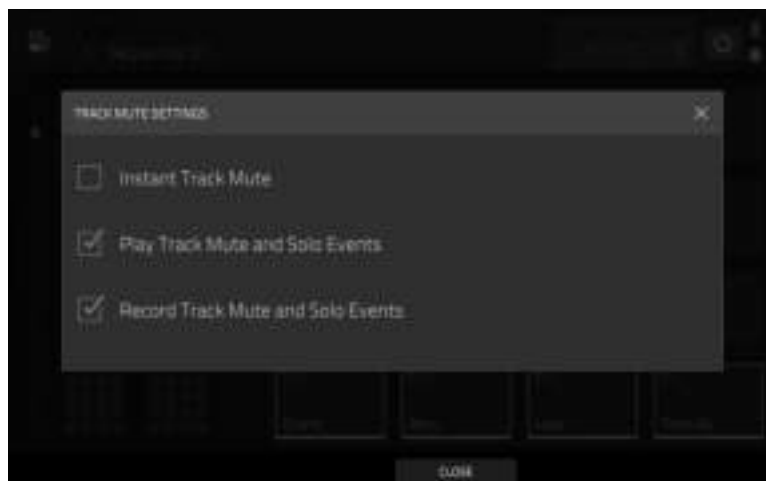 TRACK MUTE SETTINGS
Instant Track Mute
Play Track Mute and Solo Events
Record Track Mute and Solo Events
CLOSE